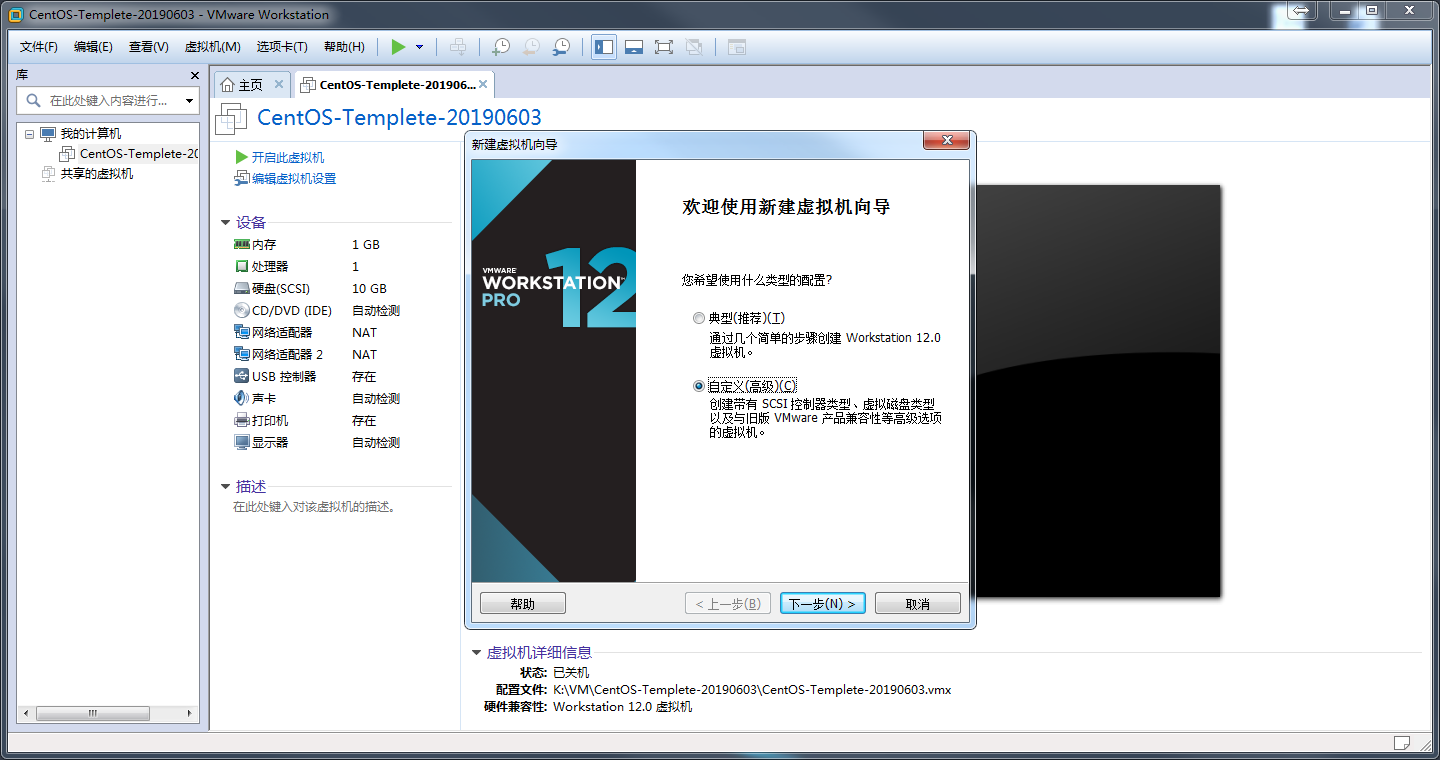 CentOS-Templete-20190603 - VMware Workstation
文件(F) 编辑(E) 查看(V) 虚拟机(M) 选项卡(T) 帮助(H)
库
在此处键入内容进行...
我的计算机
CentOS-Templete-20
共享的虚拟机
主页
CentOS-Templete-201906...
CentOS-Templete-20190603
开启此虚拟机
编辑虚拟机设置
设备
内存 1 GB
处理器 1
硬盘(SCSI) 10 GB
CD/DVD (IDE) 自动检测
网络适配器 NAT
网络适配器 2 NAT
USB 控制器 存在
声卡 自动检测
打印机 存在
显示器 自动检测
描述
在此处键入对该虚拟机的描述。
新建虚拟机向导
VMWARE
WORKSTATION™
PRO
12
欢迎使用新建虚拟机向导
您希望使用什么类型的配置?
典型(推荐)(T)
通过几个简单的步骤创建 Workstation 12.0
虚拟机。
自定义(高级)(C)
创建带有 SCSI 控制器类型、虚拟磁盘类型
以及与旧版 VMware 产品兼容性等高级选项
的虚拟机。
帮助 < 上一步(B) 下一步(N) > 取消
虚拟机详细信息
状态: 已关机
配置文件: K:\VM\CentOS-Templete-20190603\CentOS-Templete-20190603.vmx
硬件兼容性: Workstation 12.0 虚拟机